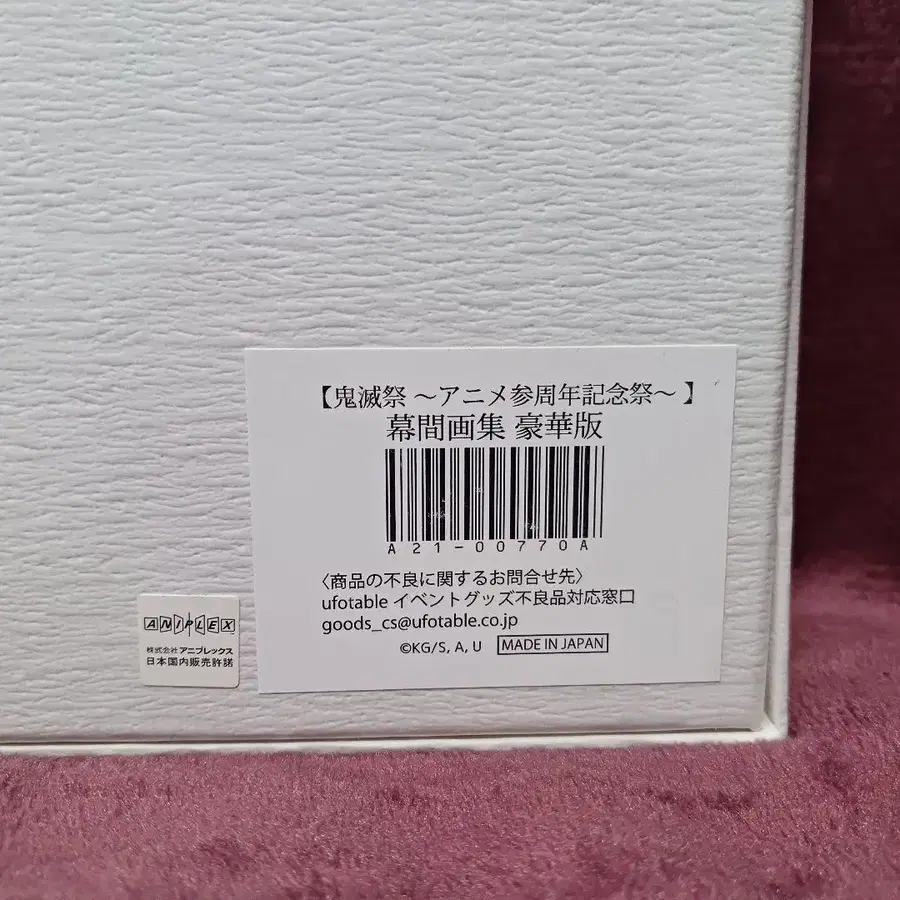 【鬼滅祭 ～アニメ参周年記念祭～】
幕間画集 豪華版
A21-00770A
〈商品の不良に関するお問合せ先〉
ufotable イベントグッズ不良品対応窓口
goods_cs@ufotable.co.jp
©KG/S, A, U MADE IN JAPAN
ANIPLEX
株式会社 アニプレックス
日本国内販売許諾